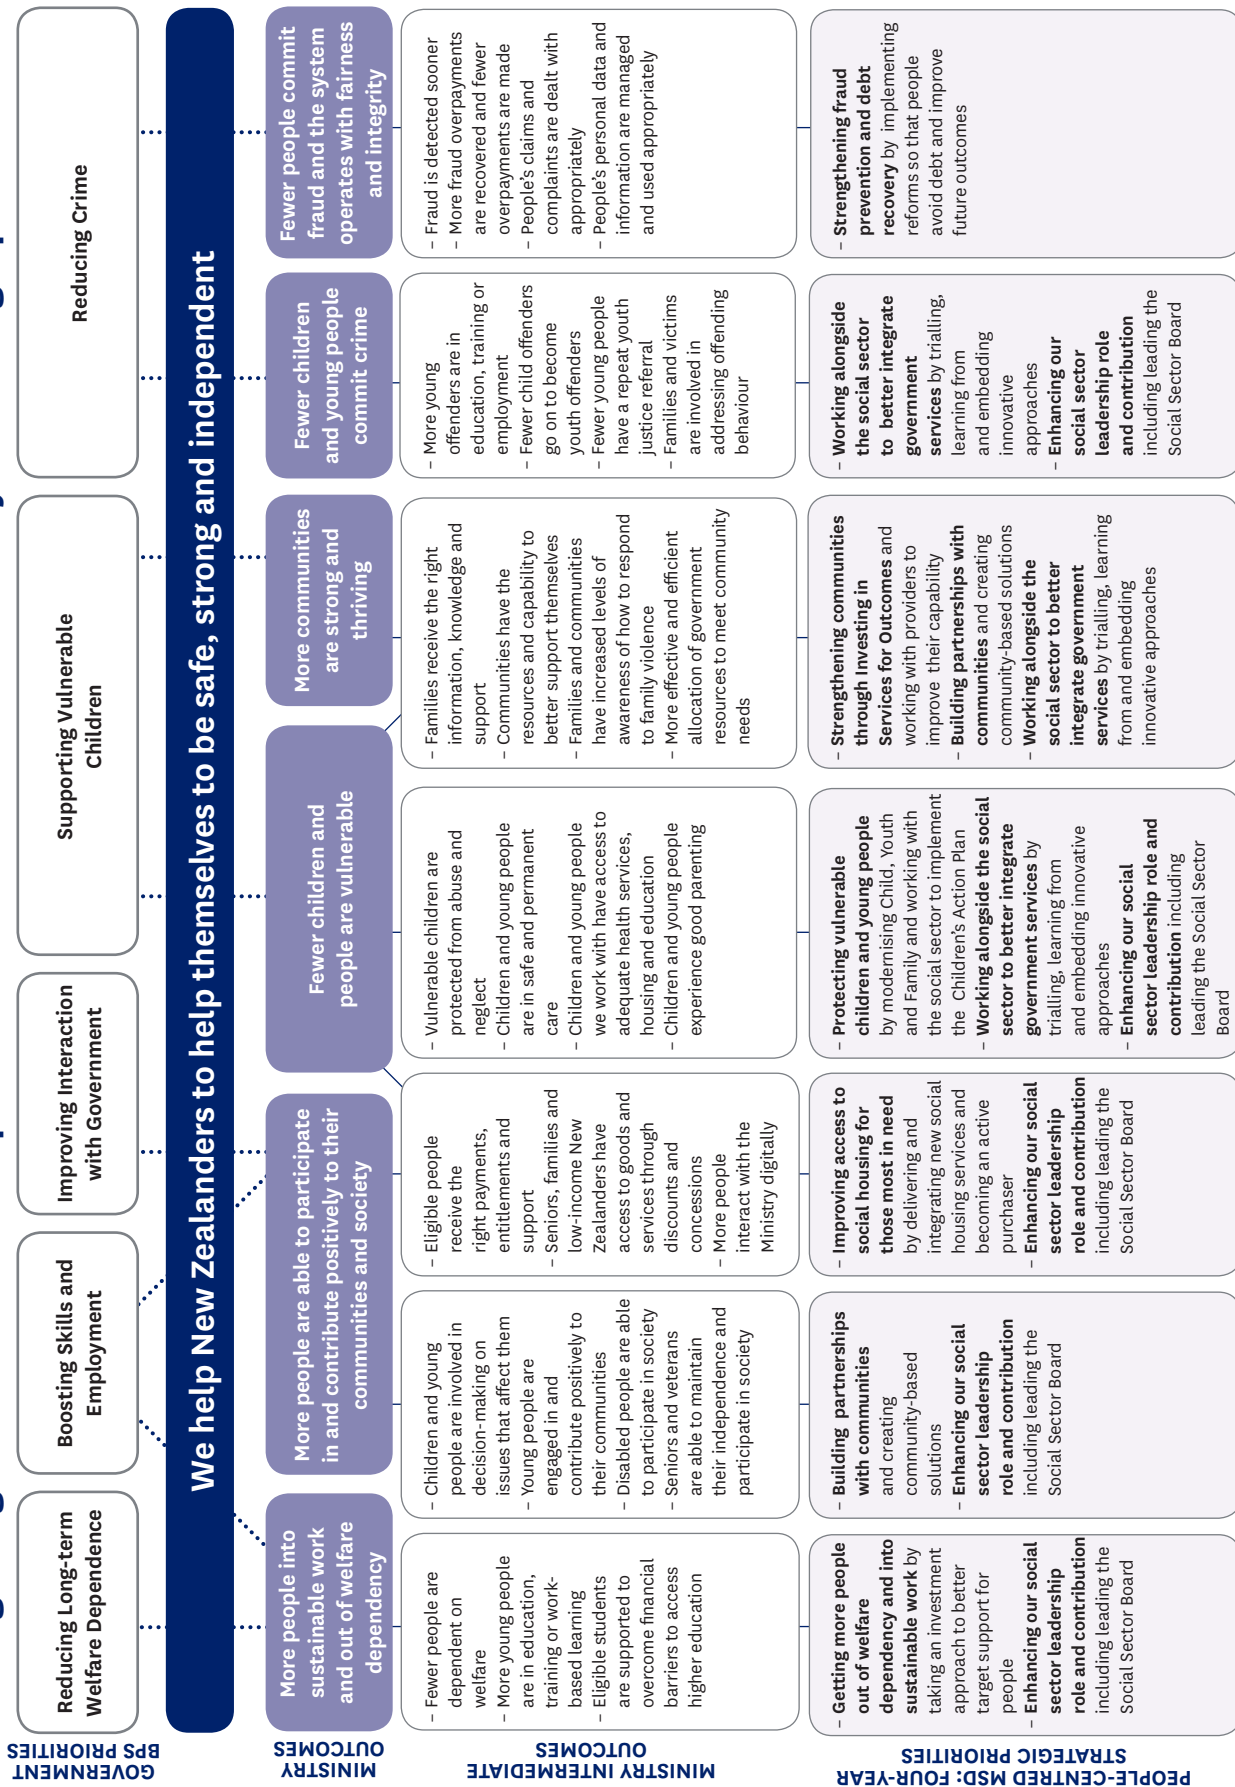 GOVERNMENT
BPS PRIORITIES
Reducing Long-term
Welfare Dependence
Boosting Skills and
Employment
Improving Interaction
with Government
Supporting Vulnerable
Children
Reducing Crime
We help New Zealanders to help themselves to be safe, strong and independent
MINISTRY
OUTCOMES
More people into
sustainable work
and out of welfare
dependency
More people are able to participate
in and contribute positively to their
communities and society
Fewer children and
people are vulnerable
More communities
are strong and
thriving
Fewer children
and young people
commit crime
Fewer people commit
fraud and the system
operates with fairness
and integrity
MINISTRY INTERMEDIATE
OUTCOMES
– Fewer people are
dependent on
welfare
– More young people
are in education,
training or work-
based learning
– Eligible students
are supported to
overcome financial
barriers to access
higher education
– Children and young
people are involved in
decision-making on
issues that affect them
– Young people are
engaged in and
contribute positively to
their communities
– Disabled people are able
to participate in society
– Seniors and veterans
are able to maintain
their independence and
participate in society
– Eligible people
receive the
right payments,
entitlements and
support
– Seniors, families and
low-income New
Zealanders have
access to goods and
services through
discounts and
concessions
– More people
interact with the
Ministry digitally
– Vulnerable children are
protected from abuse and
neglect
– Children and young people
are in safe and permanent
care
– Children and young people
we work with have access to
adequate health services,
housing and education
– Children and young people
experience good parenting
– Families receive the right
information, knowledge and
support
– Communities have the
resources and capability to
better support themselves
– Families and communities
have increased levels of
awareness of how to respond
to family violence
– More effective and efficient
allocation of government
resources to meet community
needs
– More young
offenders are in
education, training or
employment
– Fewer child offenders
go on to become
youth offenders
– Fewer young people
have a repeat youth
justice referral
– Families and victims
are involved in
addressing offending
behaviour
– Fraud is detected sooner
– More fraud overpayments
are recovered and fewer
overpayments are made
– People's claims and
complaints are dealt with
appropriately
– People's personal data and
information are managed
and used appropriately
PEOPLE-CENTRED MSD: FOUR-YEAR
STRATEGIC PRIORITIES
– Getting more people
out of welfare
dependency and into
sustainable work by
taking an investment
approach to better
target support for
people
– Enhancing our social
sector leadership
role and contribution
including leading the
Social Sector Board
– Building partnerships
with communities
and creating
community-based
solutions
– Enhancing our social
sector leadership
role and contribution
including leading the
Social Sector Board
– Improving access to
social housing for
those most in need
by delivering and
integrating new social
housing services and
becoming an active
purchaser
– Enhancing our social
sector leadership
role and contribution
including leading the
Social Sector Board
– Protecting vulnerable
children and young people
by modernising Child, Youth
and Family and working with
the social sector to implement
the Children's Action Plan
– Working alongside the social
sector to better integrate
government services by
trialling, learning from
and embedding innovative
approaches
– Enhancing our social
sector leadership role and
contribution including
leading the Social Sector
Board
– Strengthening communities
through Investing in
Services for Outcomes and
working with providers to
improve their capability
– Building partnerships with
communities and creating
community-based solutions
– Working alongside the
social sector to better
integrate government
services by trialling, learning
from and embedding
innovative approaches
– Working alongside
the social sector
to better integrate
government
services by trialling,
learning from
and embedding
innovative
approaches
– Enhancing our
social sector
leadership role
and contribution
including leading the
Social Sector Board
– Strengthening fraud
prevention and debt
recovery by implementing
reforms so that people
avoid debt and improve
future outcomes